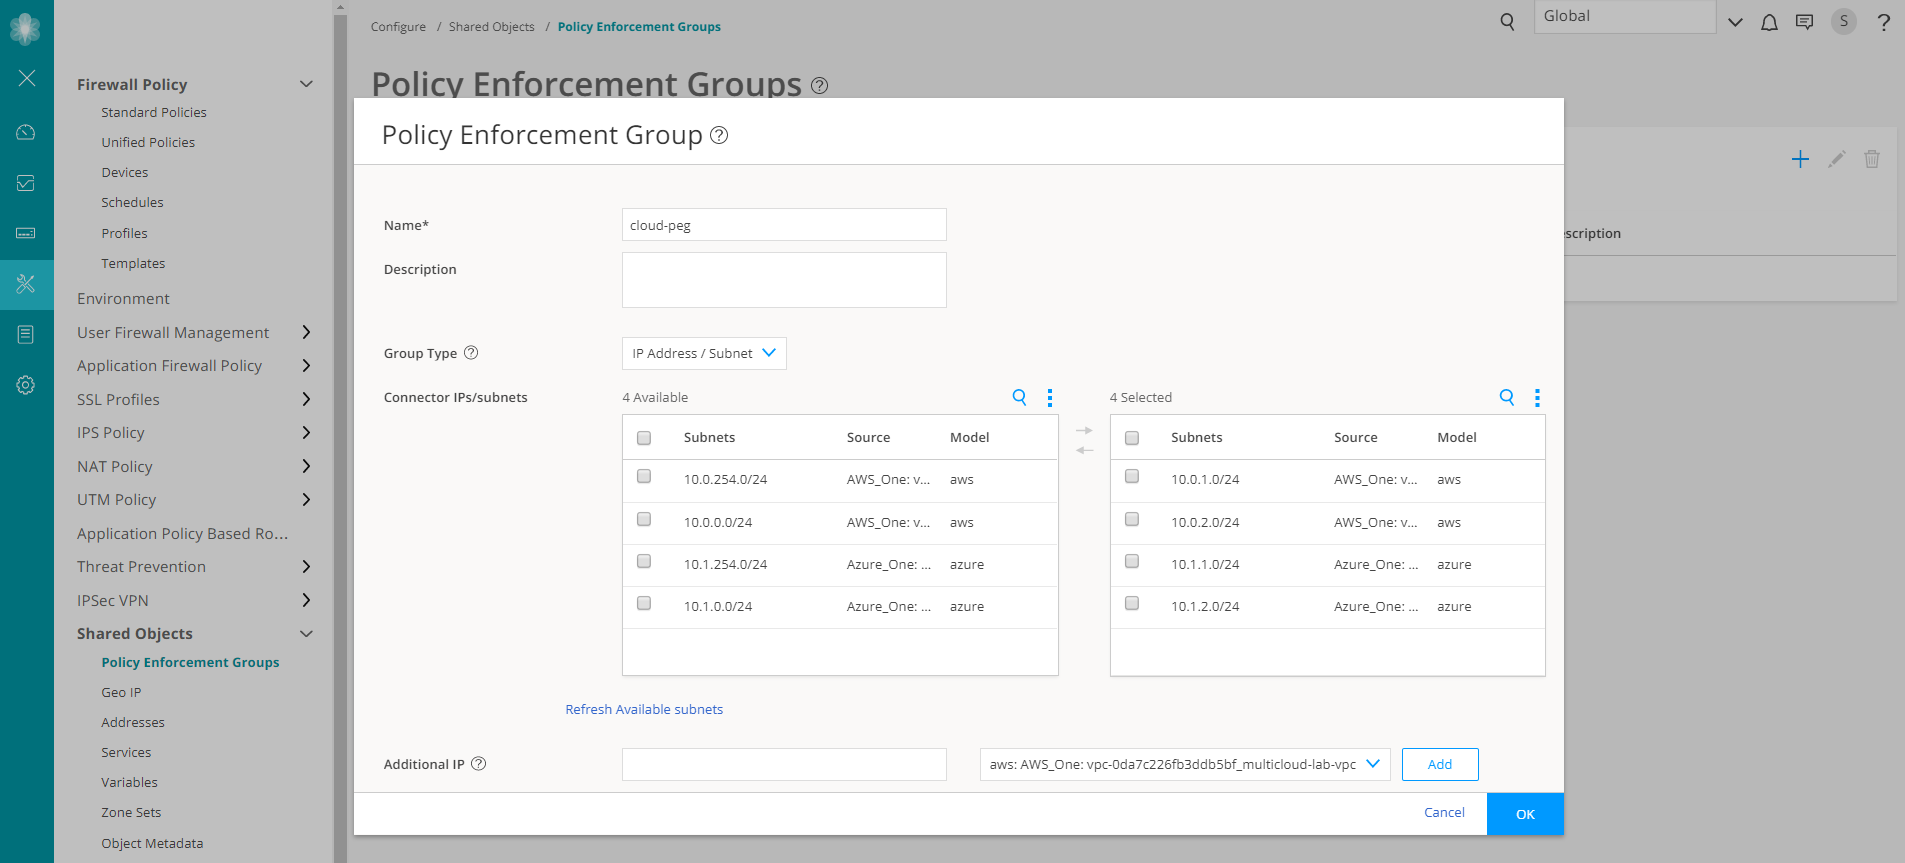 Configure / Shared Objects / Policy Enforcement Groups
Global
S
?
Policy Enforcement Groups ?
Firewall Policy
Standard Policies
Unified Policies
Devices
Schedules
Profiles
Templates
Environment
User Firewall Management
Application Firewall Policy
SSL Profiles
IPS Policy
NAT Policy
UTM Policy
Application Policy Based Ro...
Threat Prevention
IPSec VPN
Shared Objects
Policy Enforcement Groups
Geo IP
Addresses
Services
Variables
Zone Sets
Object Metadata
scription
Policy Enforcement Group ?
Name* cloud-peg
Description
Group Type ? IP Address / Subnet
Connector IPs/subnets
4 Available
Subnets Source Model
10.0.254.0/24 AWS_One: v... aws
10.0.0.0/24 AWS_One: v... aws
10.1.254.0/24 Azure_One: ... azure
10.1.0.0/24 Azure_One: ... azure
4 Selected
Subnets Source Model
10.0.1.0/24 AWS_One: v... aws
10.0.2.0/24 AWS_One: v... aws
10.1.1.0/24 Azure_One: ... azure
10.1.2.0/24 Azure_One: ... azure
Refresh Available subnets
Additional IP ? aws: AWS_One: vpc-0da7c226fb3ddb5bf_multicloud-lab-vpc Add
Cancel OK